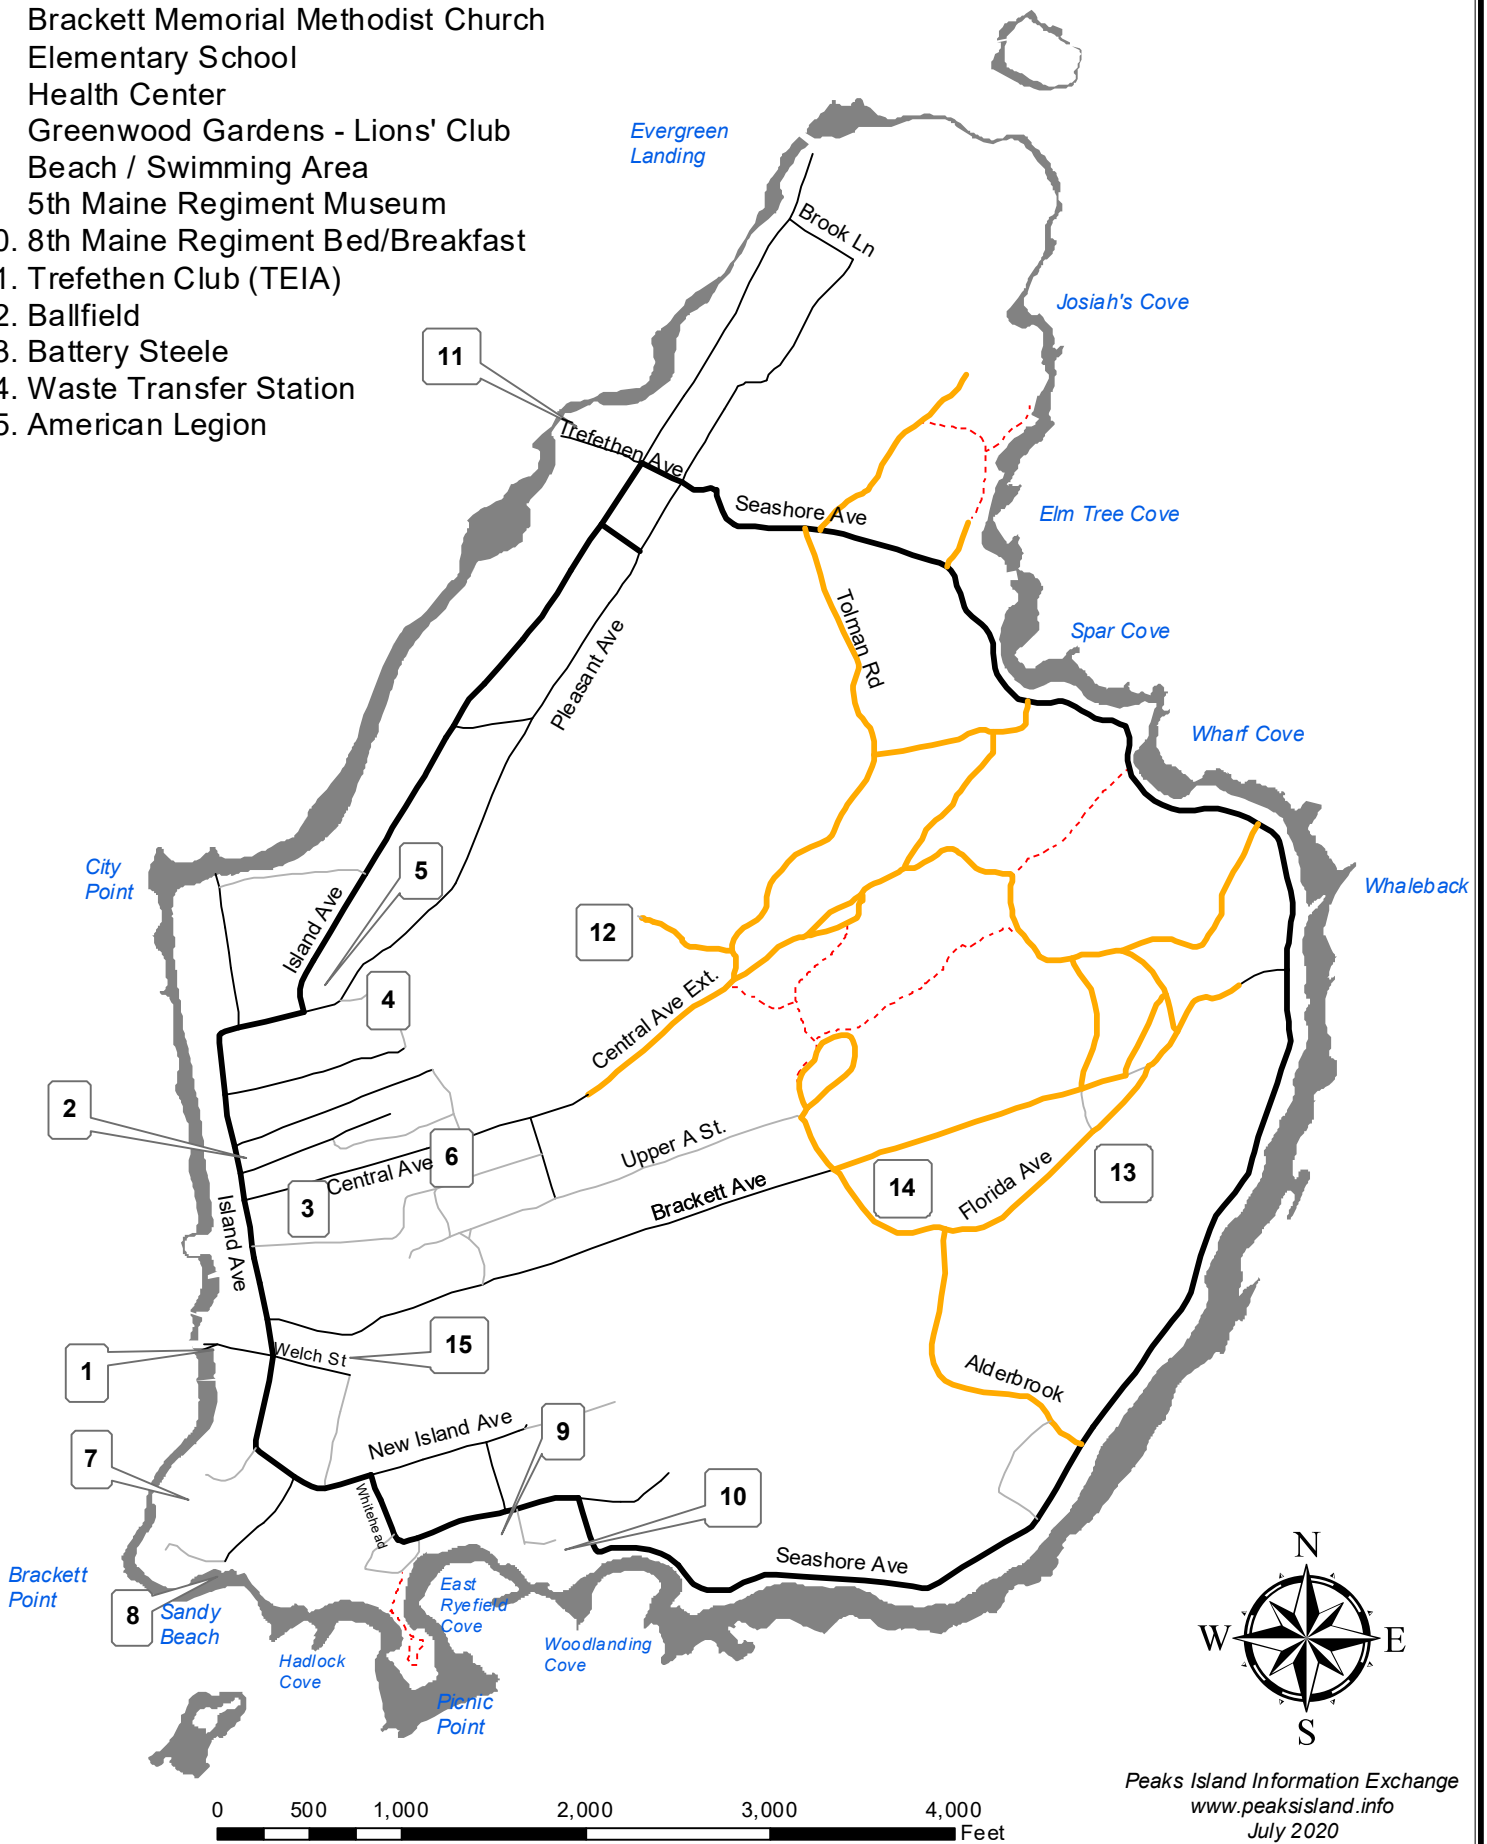 Brackett Memorial Methodist Church
Elementary School
Health Center
Greenwood Gardens - Lions' Club
Beach / Swimming Area
5th Maine Regiment Museum
0. 8th Maine Regiment Bed/Breakfast
1. Trefethen Club (TEIA)
2. Ballfield
3. Battery Steele
4. Waste Transfer Station
5. American Legion
Evergreen
Landing
Brook Ln
Josiah's Cove
11
Trefethen Ave
Seashore Ave
Elm Tree Cove
Tolman Rd
Spar Cove
Pleasant Ave
Wharf Cove
City
Point
5
Whaleback
Island Ave
12
4
Central Ave Ext.
2
6
Central Ave
Upper A St.
3
Brackett Ave
14
Florida Ave
13
Island Ave
1
Welch St
15
Alderbrook
7
New Island Ave
9
Whitehead
10
Seashore Ave
Brackett
Point
8
Sandy
Beach
East
Ryefield
Cove
Hadlock
Cove
Woodlanding
Cove
Picnic
Point
N
W
E
S
Peaks Island Information Exchange
www.peaksisland.info
July 2020
0 500 1,000 2,000 3,000 4,000
Feet